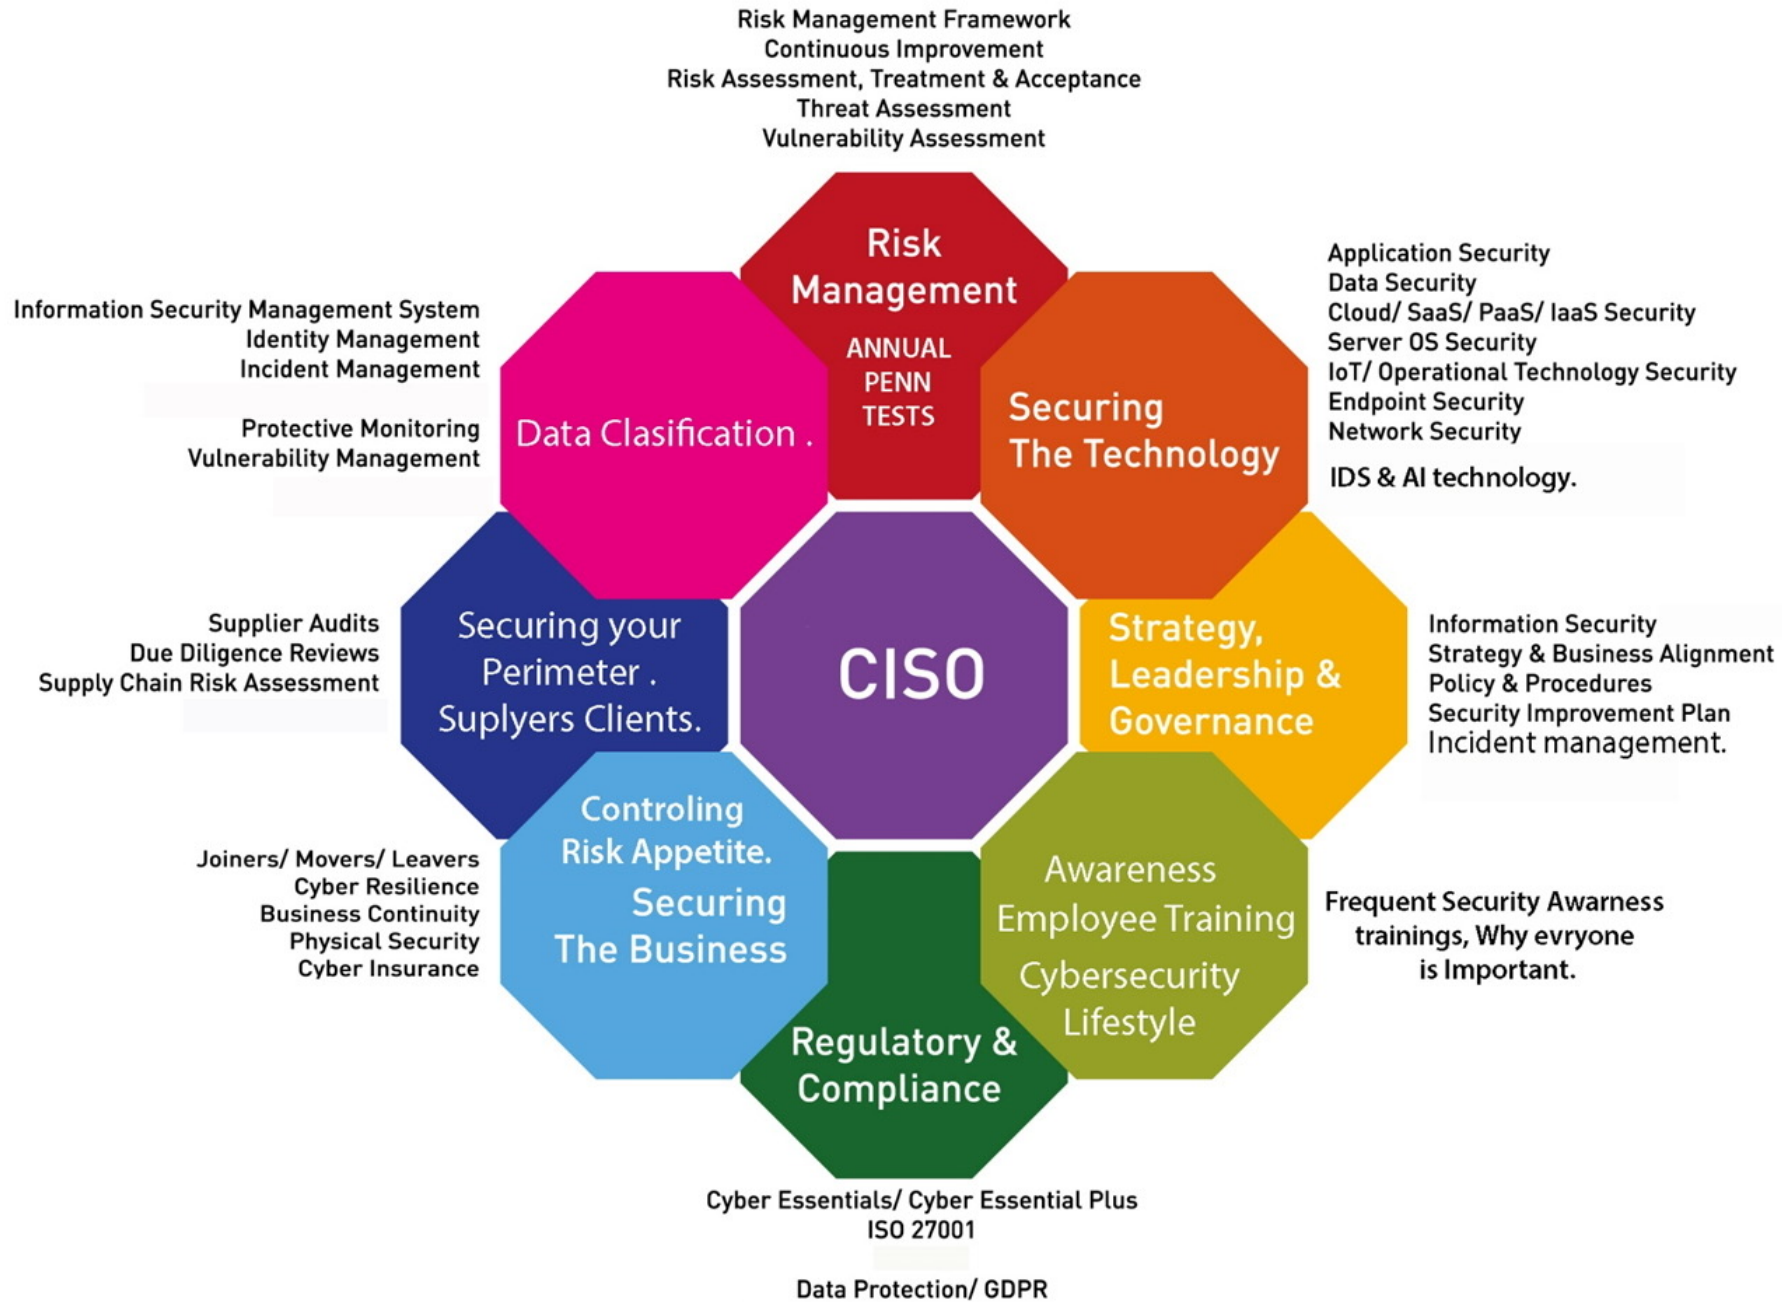 Risk Management Framework
Continuous Improvement
Risk Assessment, Treatment & Acceptance
Threat Assessment
Vulnerability Assessment
Risk
Management
ANNUAL
PENN
TESTS
Application Security
Data Security
Cloud/ SaaS/ PaaS/ IaaS Security
Server OS Security
IoT/ Operational Technology Security
Endpoint Security
Network Security
IDS & AI technology.
Securing
The Technology
Information Security Management System
Identity Management
Incident Management
Protective Monitoring
Vulnerability Management
Data Clasification .
Supplier Audits
Due Diligence Reviews
Supply Chain Risk Assessment
Securing your
Perimeter .
Suplyers Clients.
CISO
Strategy,
Leadership &
Governance
Information Security
Strategy & Business Alignment
Policy & Procedures
Security Improvement Plan
Incident management.
Joiners/ Movers/ Leavers
Cyber Resilience
Business Continuity
Physical Security
Cyber Insurance
Controling
Risk Appetite.
Securing
The Business
Awareness
Employee Training
Cybersecurity
Lifestyle
Frequent Security Awarness
trainings, Why evryone
is Important.
Regulatory &
Compliance
Cyber Essentials/ Cyber Essential Plus
ISO 27001
Data Protection/ GDPR